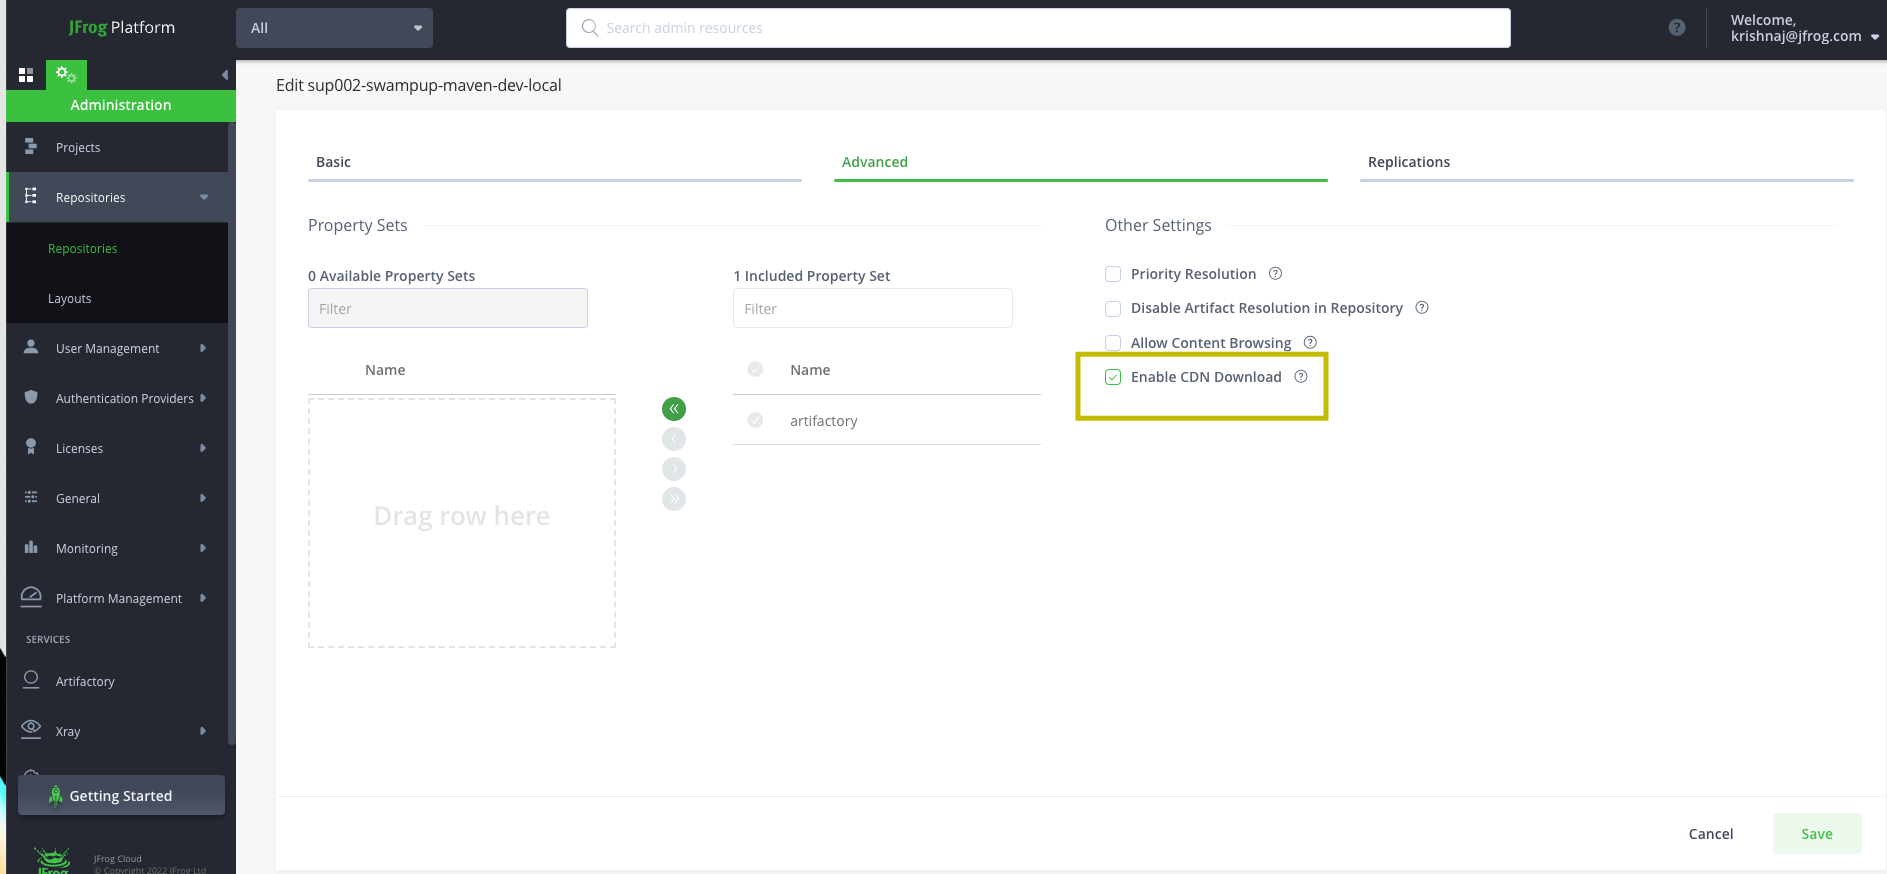 JFrog Platform
All
Search admin resources
?
Welcome,
krishnaj@jfrog.com
Administration
Projects
Repositories
Repositories
Layouts
User Management
Authentication Providers
Licenses
General
Monitoring
Platform Management
SERVICES
Artifactory
Xray
Getting Started
JFrog
JFrog Cloud
© Copyright 2022 JFrog Ltd
Edit sup002-swampup-maven-dev-local
Basic
Advanced
Replications
Property Sets
0 Available Property Sets
Filter
Name
Drag row here
1 Included Property Set
Filter
Name
artifactory
Other Settings
Priority Resolution ?
Disable Artifact Resolution in Repository ?
Allow Content Browsing ?
Enable CDN Download ?
Cancel
Save